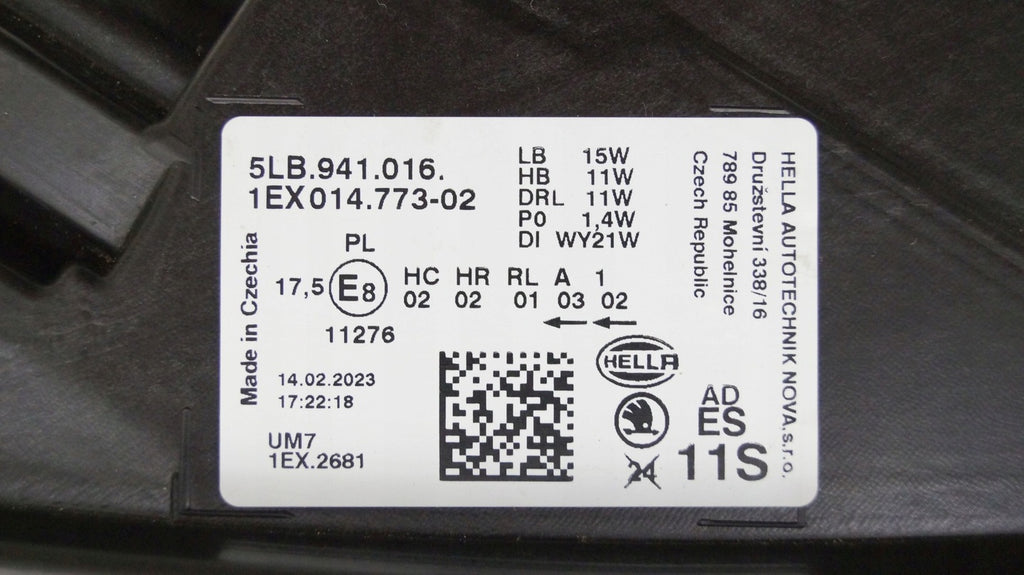 5LB.941.016.
1EX 014.773-02
LB 15W
HB 11W
DRL 11W
P0 1,4W
DI WY21W
HELLA AUTOTECHNIK NOVA.s.r.o.
Družstevní 338/16
789 85 Mohelnice
Czech Republic
Made in Czechia
PL
17,5 E8 HC HR RL A 1
02 02 01 03 02
11276
14.02.2023
17:22:18
UM7
1EX.2681
HELLA
AD
ES
11S
24